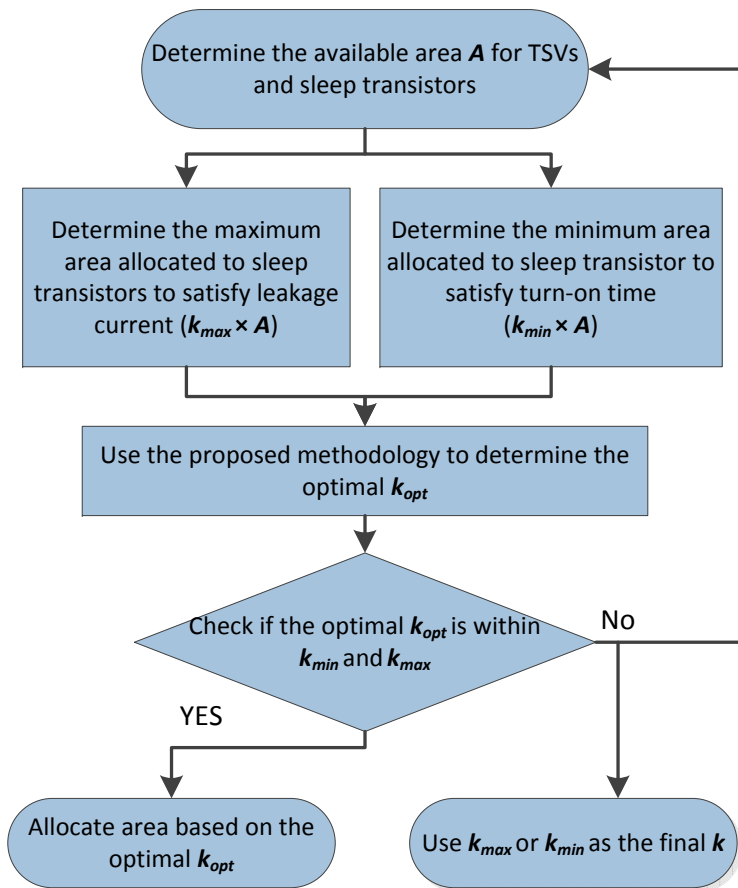 Determine the available area A for TSVs
and sleep transistors
Determine the maximum
area allocated to sleep
transistors to satisfy leakage
current (kmax × A)
Determine the minimum area
allocated to sleep transistor to
satisfy turn-on time
(kmin × A)
Use the proposed methodology to determine the
optimal kopt
Check if the optimal kopt is within
kmin and kmax
No
YES
Allocate area based on the
optimal kopt
Use kmax or kmin as the final k